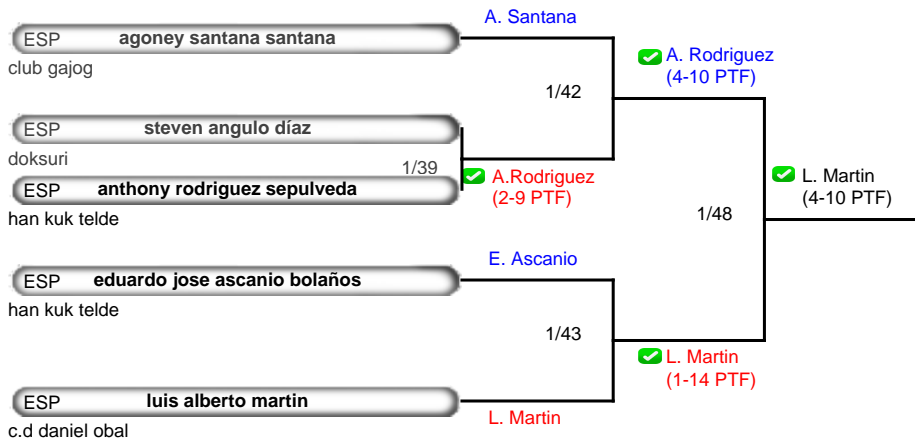 A. Santana
ESP agoney santana santana
club gajog
A. Rodriguez
(4-10 PTF)
1/42
ESP steven angulo díaz
doksuri
1/39
A.Rodriguez
(2-9 PTF)
ESP anthony rodriguez sepulveda
han kuk telde
L. Martin
(4-10 PTF)
1/48
E. Ascanio
ESP eduardo jose ascanio bolaños
han kuk telde
1/43
L. Martin
(1-14 PTF)
ESP luis alberto martin
L. Martin
c.d daniel obal